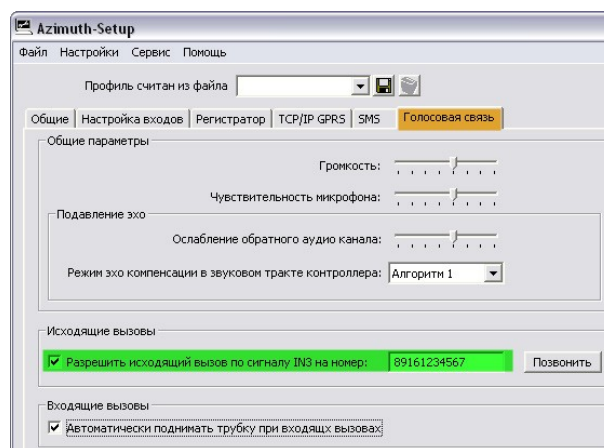 Azimuth-Setup
Файл Настройки Сервис Помощь
Профиль считан из файла
Общие Настройка входов Регистратор TCP/IP GPRS SMS Голосовая связь
Общие параметры
Громкость:
Чувствительность микрофона:
Подавление эхо
Ослабление обратного аудио канала:
Режим эхо компенсации в звуковом тракте контроллера: Алгоритм 1
Исходящие вызовы
Разрешить исходящий вызов по сигналу IN3 на номер: 89161234567 Позвонить
Входящие вызовы
Автоматически поднимать трубку при входящх вызовах